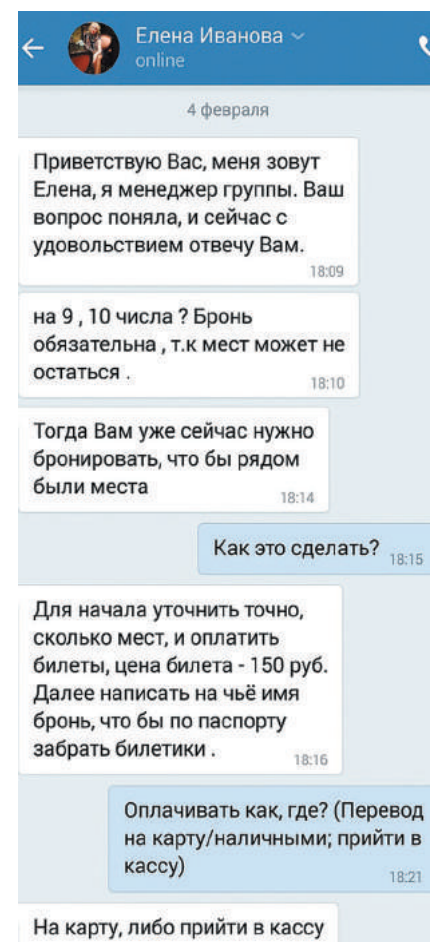 Елена Иванова
online
4 февраля
Приветствую Вас, меня зовут
Елена, я менеджер группы. Ваш
вопрос поняла, и сейчас с
удовольствием отвечу Вам.
18:09
на 9 , 10 числа ? Бронь
обязательна , т.к мест может не
остаться .
18:10
Тогда Вам уже сейчас нужно
бронировать, что бы рядом
были места
18:14
Как это сделать?
18:15
Для начала уточнить точно,
сколько мест, и оплатить
билеты, цена билета - 150 руб.
Далее написать на чьё имя
бронь, что бы по паспорту
забрать билетики .
18:16
Оплачивать как, где? (Перевод
на карту/наличными; прийти в
кассу)
18:21
На карту, либо прийти в кассу